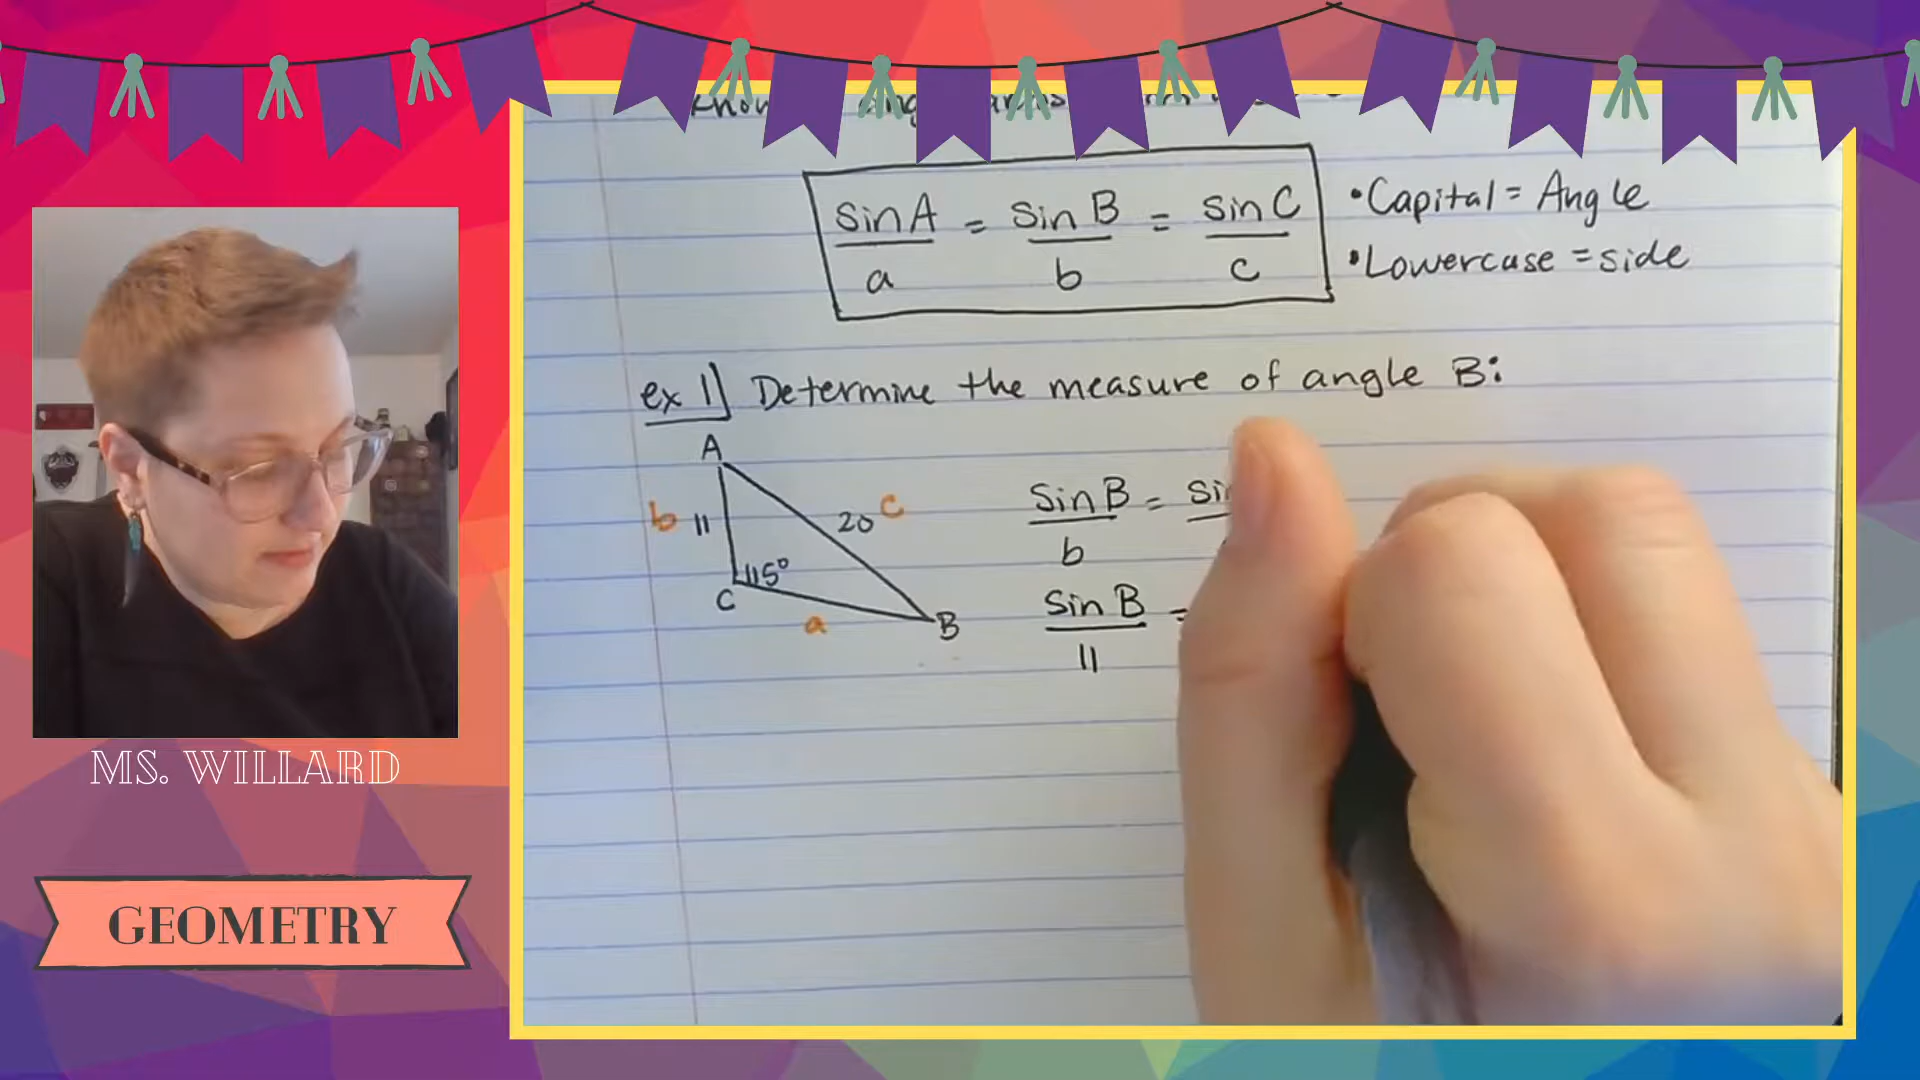 sin A = sin B = sin C
a b c
•Capital = Angle
•Lowercase = side
ex 1] Determine the measure of angle B:
A
b 11
20 c
115°
C
a
B
sin B =
b
sin B =
11
MS. WILLARD
GEOMETRY